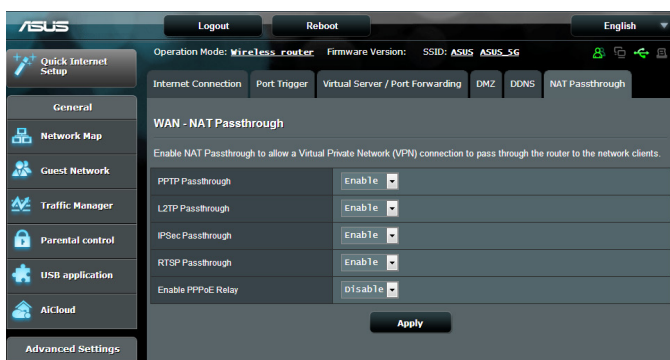 ASUS
Logout
Reboot
English
Quick Internet Setup
Operation Mode: Wireless router Firmware Version: SSID: ASUS ASUS_5G
Internet Connection
Port Trigger
Virtual Server / Port Forwarding
DMZ
DDNS
NAT Passthrough
General
Network Map
Guest Network
Traffic Manager
Parental control
USB application
AiCloud
Advanced Settings
WAN - NAT Passthrough
Enable NAT Passthrough to allow a Virtual Private Network (VPN) connection to pass through the router to the network clients.
PPTP Passthrough Enable
L2TP Passthrough Enable
IPSec Passthrough Enable
RTSP Passthrough Enable
Enable PPPoE Relay Disable
Apply